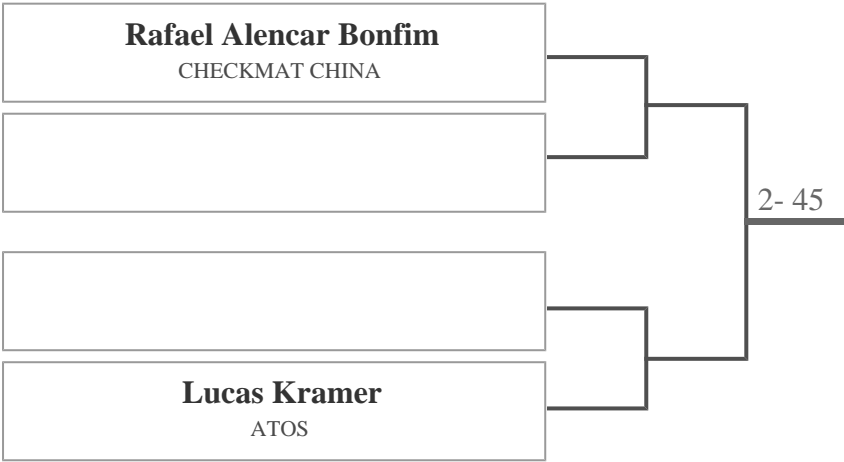 Rafael Alencar Bonfim
CHECKMAT CHINA
2- 45
Lucas Kramer
ATOS